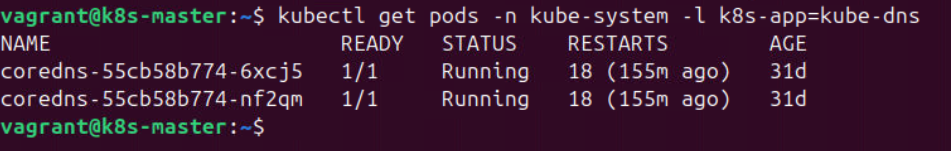 vagrant@k8s-master:~$ kubectl get pods -n kube-system -l k8s-app=kube-dns
NAME                       READY   STATUS    RESTARTS        AGE
coredns-55cb58b774-6xcj5   1/1     Running   18 (155m ago)   31d
coredns-55cb58b774-nf2qm   1/1     Running   18 (155m ago)   31d
vagrant@k8s-master:~$